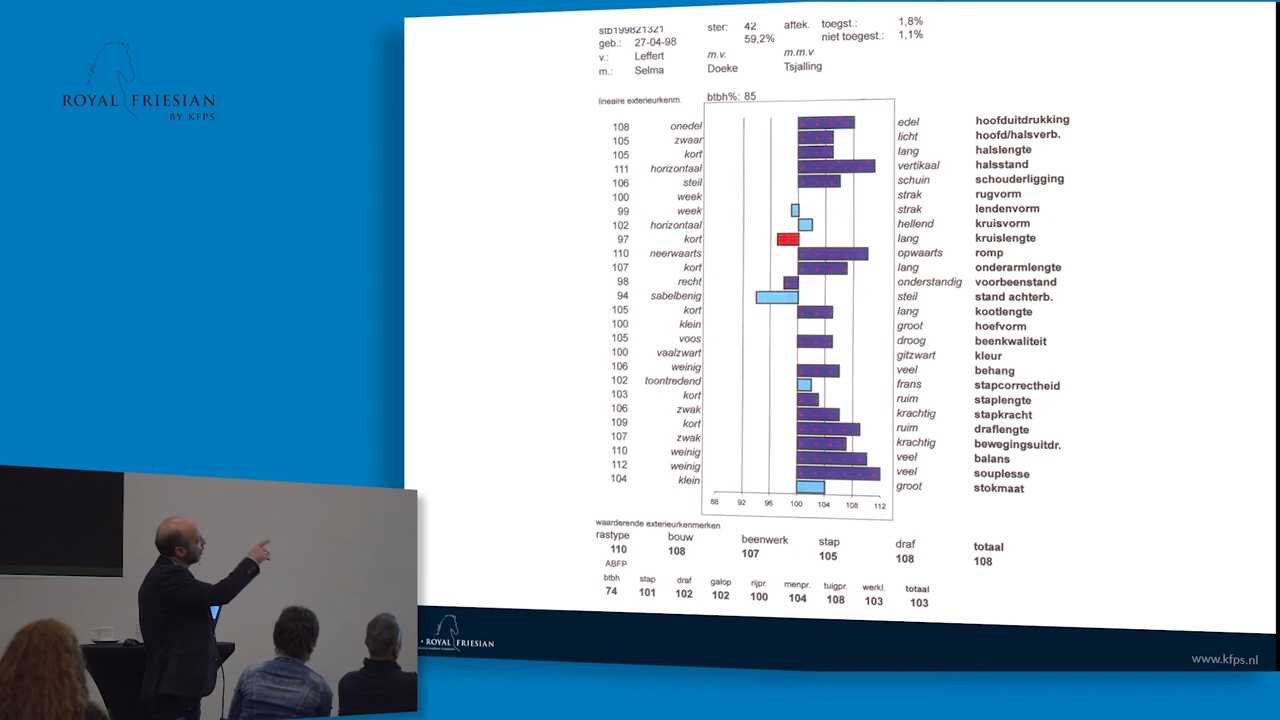 ROYAL FRIESIAN
BY KFPS
stb199821321 ster: 42 aftek. toegst.: 1,8%
geb.: 27-04-98 59,2% niet toegest.: 1,1%
v.: Leffert m.v. m.m.v
m.: Selma Doeke Tsjalling
lineaire exterieurkenm. btbh%: 85
108 onedel edel hoofduitdrukking
105 zwaar licht hoofd/halsverb.
105 kort lang halslengte
111 horizontaal vertikaal halsstand
106 steil schuin schouderligging
100 week strak rugvorm
99 week strak lendenvorm
102 horizontaal hellend kruisvorm
97 kort lang kruislengte
110 neerwaarts opwaarts romp
107 kort lang onderarmlengte
98 recht onderstandig voorbeenstand
94 sabelbenig steil stand achterb.
105 kort lang kootlengte
100 klein groot hoefvorm
105 voos droog beenkwaliteit
100 vaalzwart gitzwart kleur
106 weinig veel behang
102 toontredend frans stapcorrectheid
103 kort ruim staplengte
106 zwak krachtig stapkracht
109 kort ruim draflengte
107 zwak krachtig bewegingsuitdr.
110 weinig veel balans
112 weinig veel souplesse
104 klein groot stokmaat
88 92 96 100 104 108 112
waarderende exterieurkenmerken
rastype bouw beenwerk stap draf totaal
110 108 107 105 108 108
ABFP
btbh stap draf galop rijpr. menpr. tuigpr. werkl. totaal
74 101 102 102 100 104 108 103 103
ROYAL FRIESIAN
www.kfps.nl